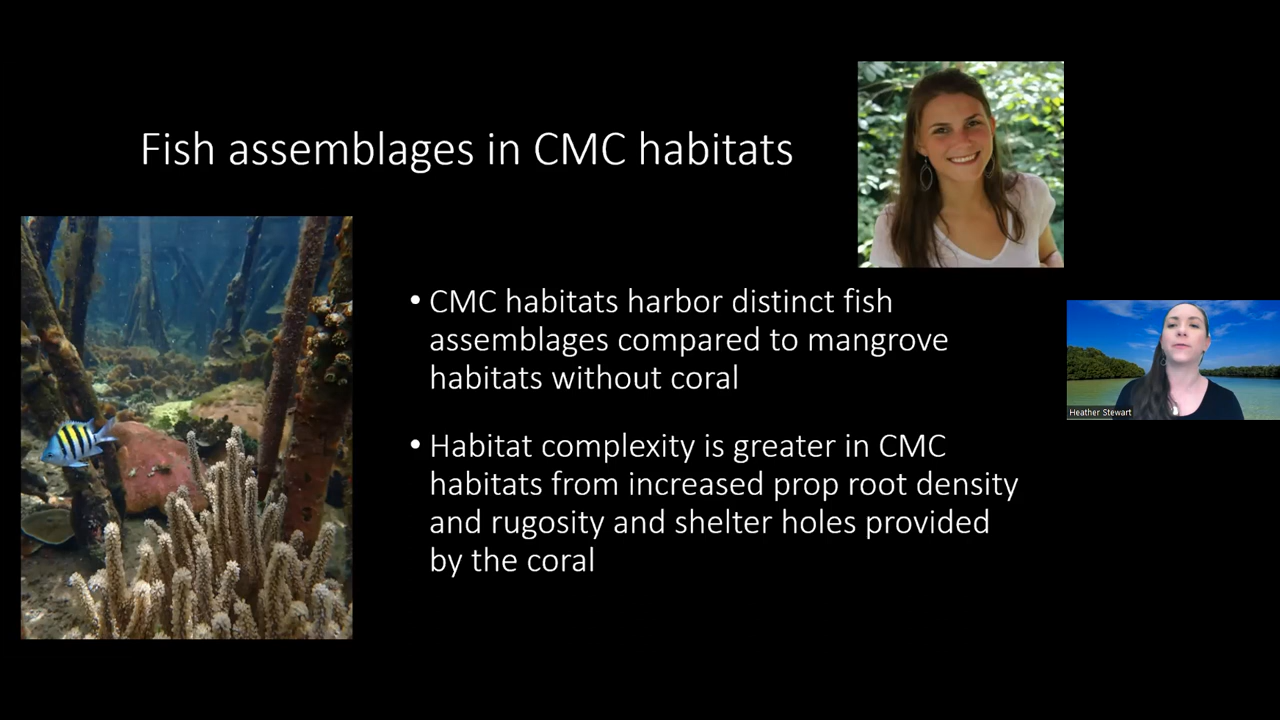 Fish assemblages in CMC habitats
• CMC habitats harbor distinct fish
assemblages compared to mangrove
habitats without coral
• Habitat complexity is greater in CMC
habitats from increased prop root density
and rugosity and shelter holes provided
by the coral
Heather Stewart